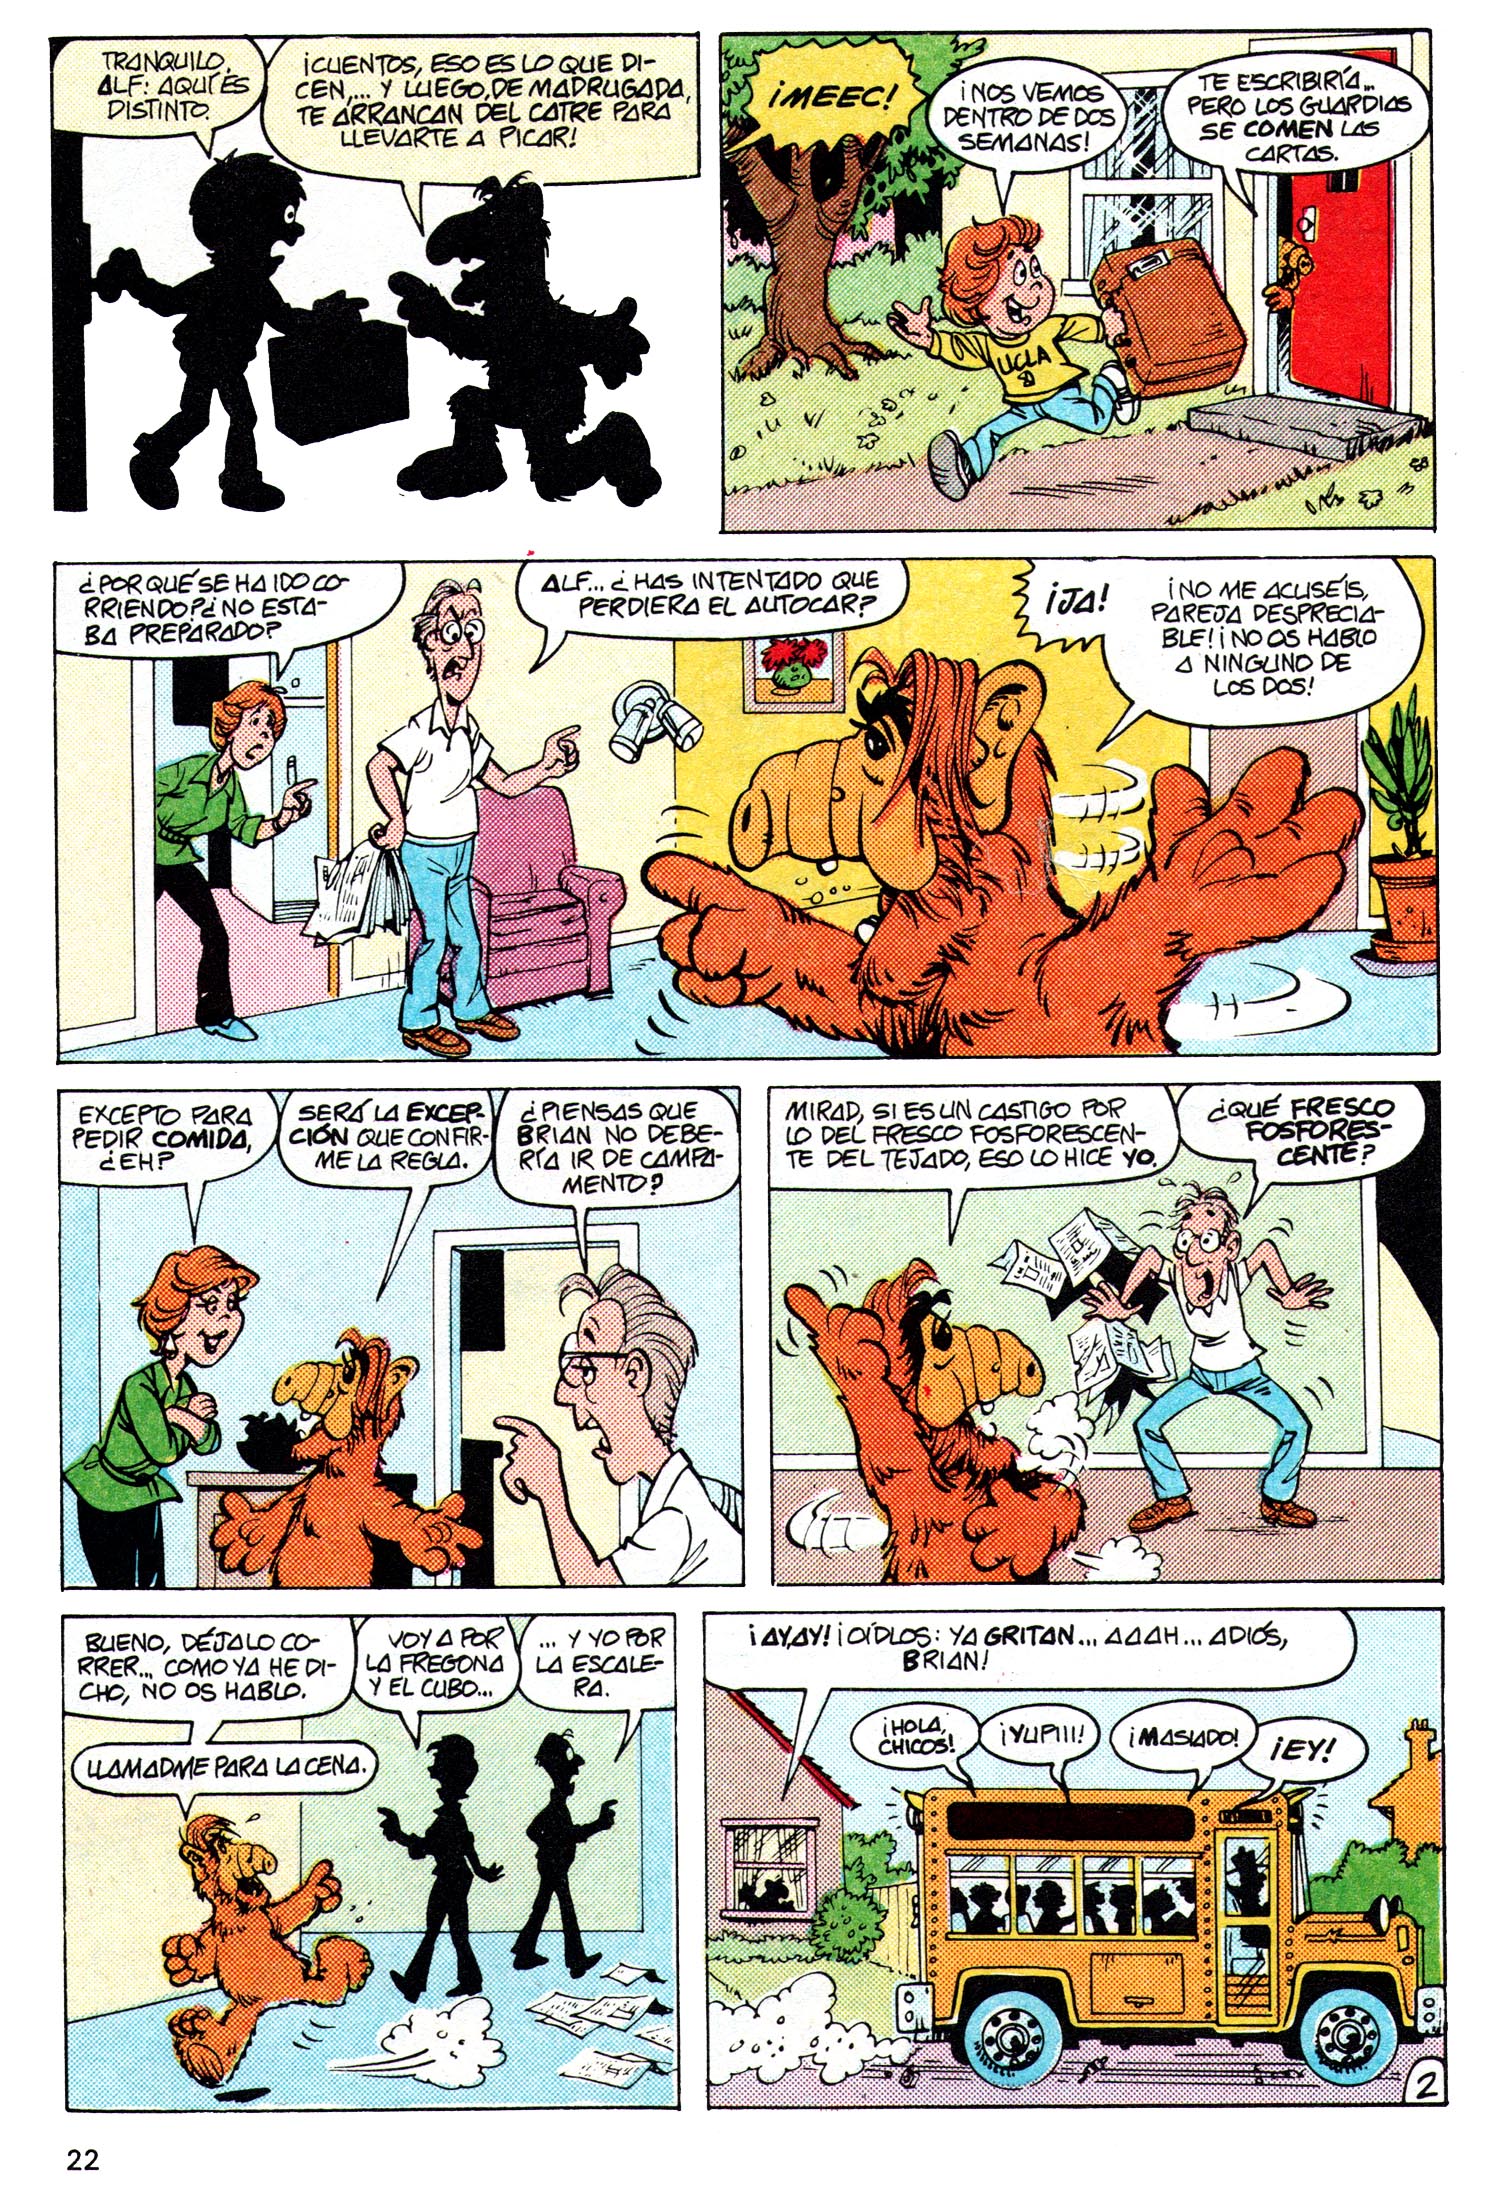 TRANQUILO,
ALF: AQUÍ ES
DISTINTO.
¡CUENTOS, ESO ES LO QUE DI-
CEN,... Y LUEGO, DE MADRUGADA,
TE ARRANCAN DEL CATRE PARA
LLEVARTE A PICAR!
¡MEEC!
¡NOS VEMOS
DENTRO DE DOS
SEMANAS!
TE ESCRIBIRÍA...
PERO LOS GUARDIAS
SE COMEN LAS
CARTAS.
UCLA
¿POR QUÉ SE HA IDO CO-
RRIENDO? ¿NO ESTA-
BA PREPARADO?
ALF... ¿HAS INTENTADO QUE
PERDIERA EL AUTOCAR?
¡JA!
¡NO ME ACUSÉIS,
PAREJA DESPRECIA-
BLE! ¡NO OS HABLO
A NINGUNO DE
LOS DOS!
EXCEPTO PARA
PEDIR COMIDA,
¿EH?
SERÁ LA EXCEP-
CIÓN QUE CONFIR-
ME LA REGLA.
¿PIENSAS QUE
BRIAN NO DEBE-
RÍA IR DE CAMPA-
MENTO?
MIRAD, SI ES UN CASTIGO POR
LO DEL FRESCO FOSFORESCEN-
TE DEL TEJADO, ESO LO HICE YO.
¿QUÉ FRESCO
FOSFORES-
CENTE?
BUENO, DÉJALO CO-
RRER... COMO YA HE DI-
CHO, NO OS HABLO.
LLAMADME PARA LA CENA.
VOY A POR
LA FREGONA
Y EL CUBO...
... Y YO POR
LA ESCALE-
RA.
¡AY, AY! ¡OÍDLOS: YA GRITAN... AAAH... ADIÓS,
BRIAN!
¡HOLA,
CHICOS!
¡YUPIII!
¡MASIADO!
¡EY!
2
22